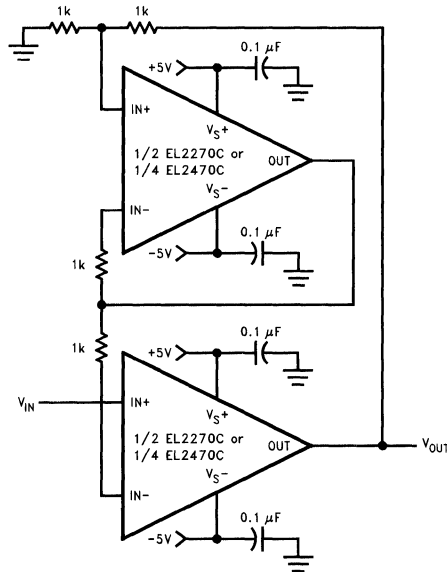 1k
1k
0.1 μF
+5V
IN+
VS+
1/2 EL2270C or
1/4 EL2470C
OUT
VS−
IN−
0.1 μF
−5V
1k
1k
0.1 μF
+5V
VIN
IN+
VS+
1/2 EL2270C or
1/4 EL2470C
OUT
VOUT
VS−
IN−
0.1 μF
−5V